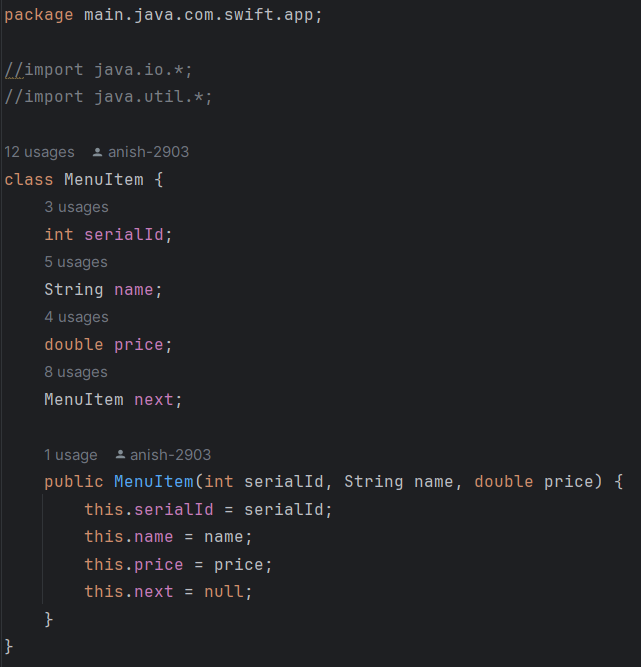 package main.java.com.swift.app;
//import java.io.*;
//import java.util.*;
12 usages anish-2903
class MenuItem {
3 usages
int serialId;
5 usages
String name;
4 usages
double price;
8 usages
MenuItem next;
1 usage anish-2903
public MenuItem(int serialId, String name, double price) {
this.serialId = serialId;
this.name = name;
this.price = price;
this.next = null;
}
}